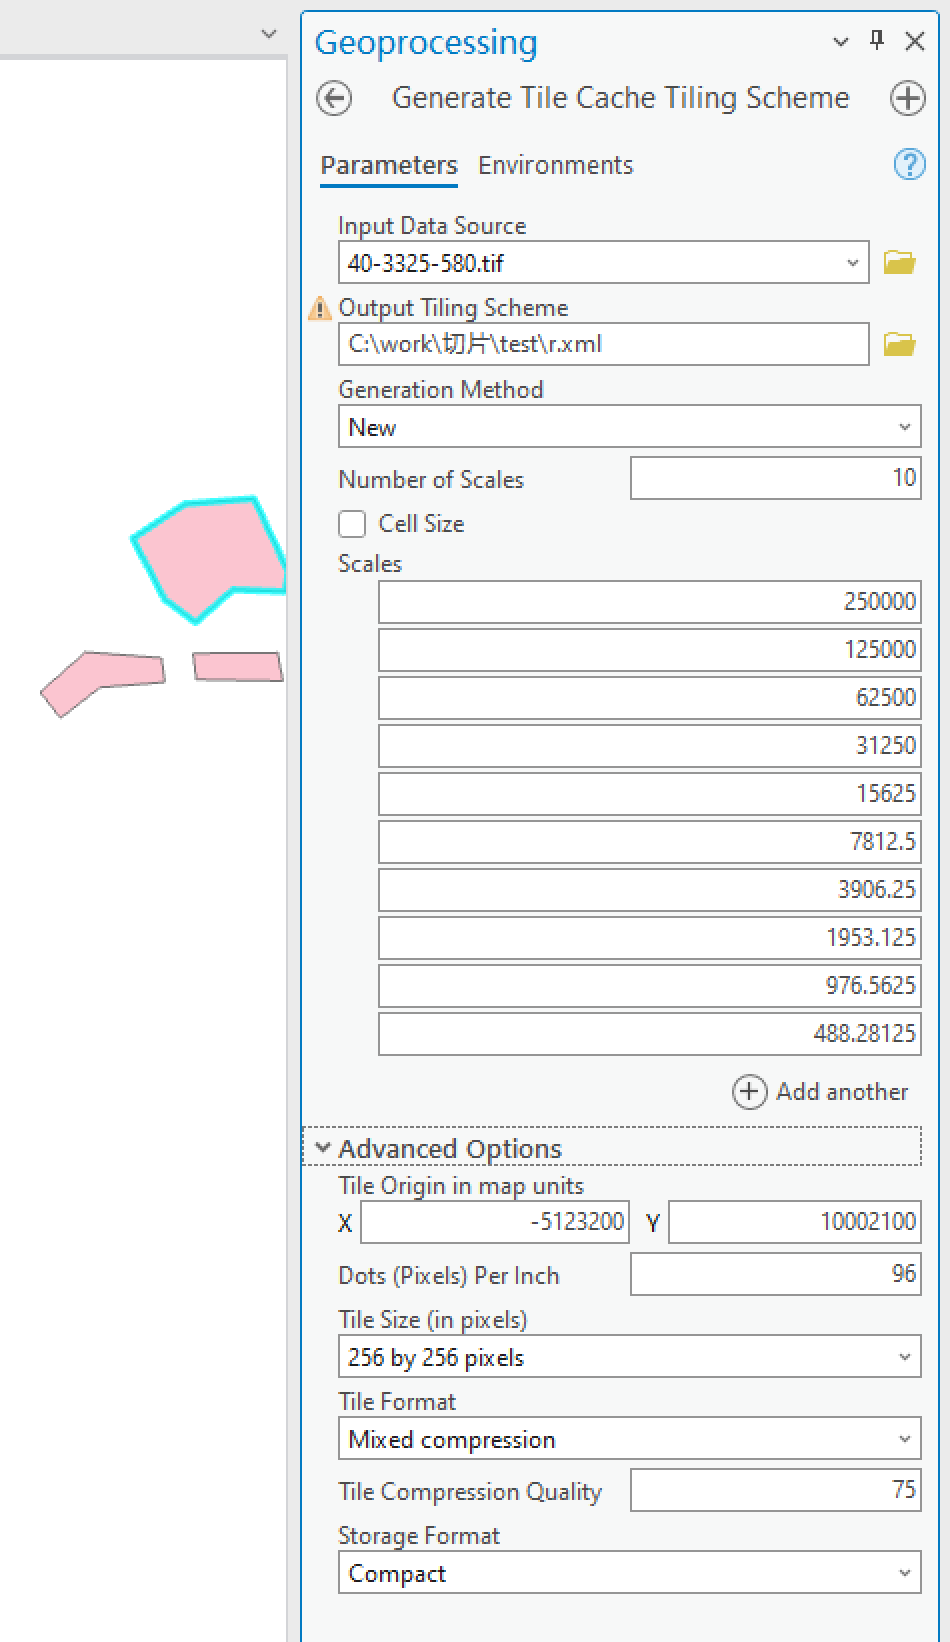 Geoprocessing
Generate Tile Cache Tiling Scheme
Parameters Environments
Input Data Source
40-3325-580.tif
Output Tiling Scheme
C:\work\切片\test\r.xml
Generation Method
New
Number of Scales 10
Cell Size
Scales
250000
125000
62500
31250
15625
7812.5
3906.25
1953.125
976.5625
488.28125
Add another
Advanced Options
Tile Origin in map units
X -5123200 Y 10002100
Dots (Pixels) Per Inch 96
Tile Size (in pixels)
256 by 256 pixels
Tile Format
Mixed compression
Tile Compression Quality 75
Storage Format
Compact